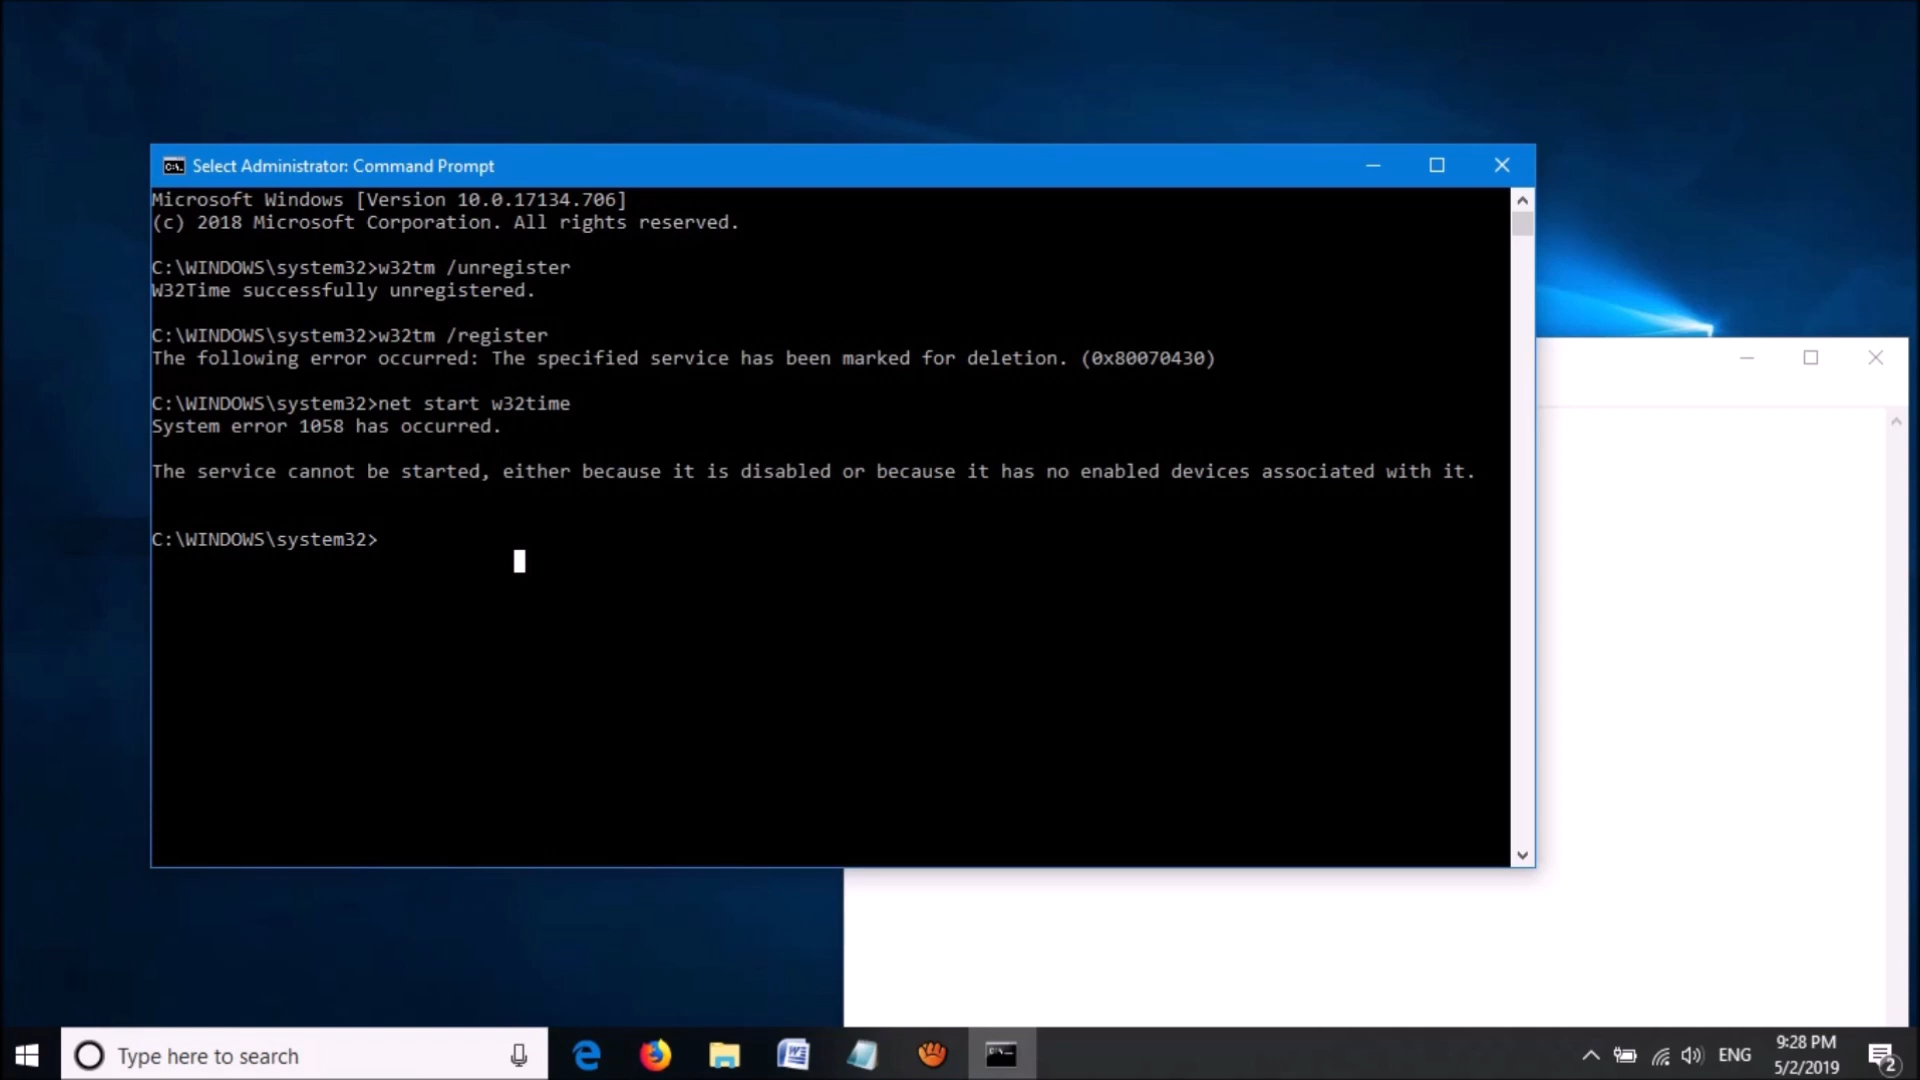 Select Administrator: Command Prompt
Microsoft Windows [Version 10.0.17134.706]
(c) 2018 Microsoft Corporation. All rights reserved.
C:\WINDOWS\system32>w32tm /unregister
W32Time successfully unregistered.
C:\WINDOWS\system32>w32tm /register
The following error occurred: The specified service has been marked for deletion. (0x80070430)
C:\WINDOWS\system32>net start w32time
System error 1058 has occurred.
The service cannot be started, either because it is disabled or because it has no enabled devices associated with it.
C:\WINDOWS\system32>
Type here to search
ENG
9:28 PM
5/2/2019
2